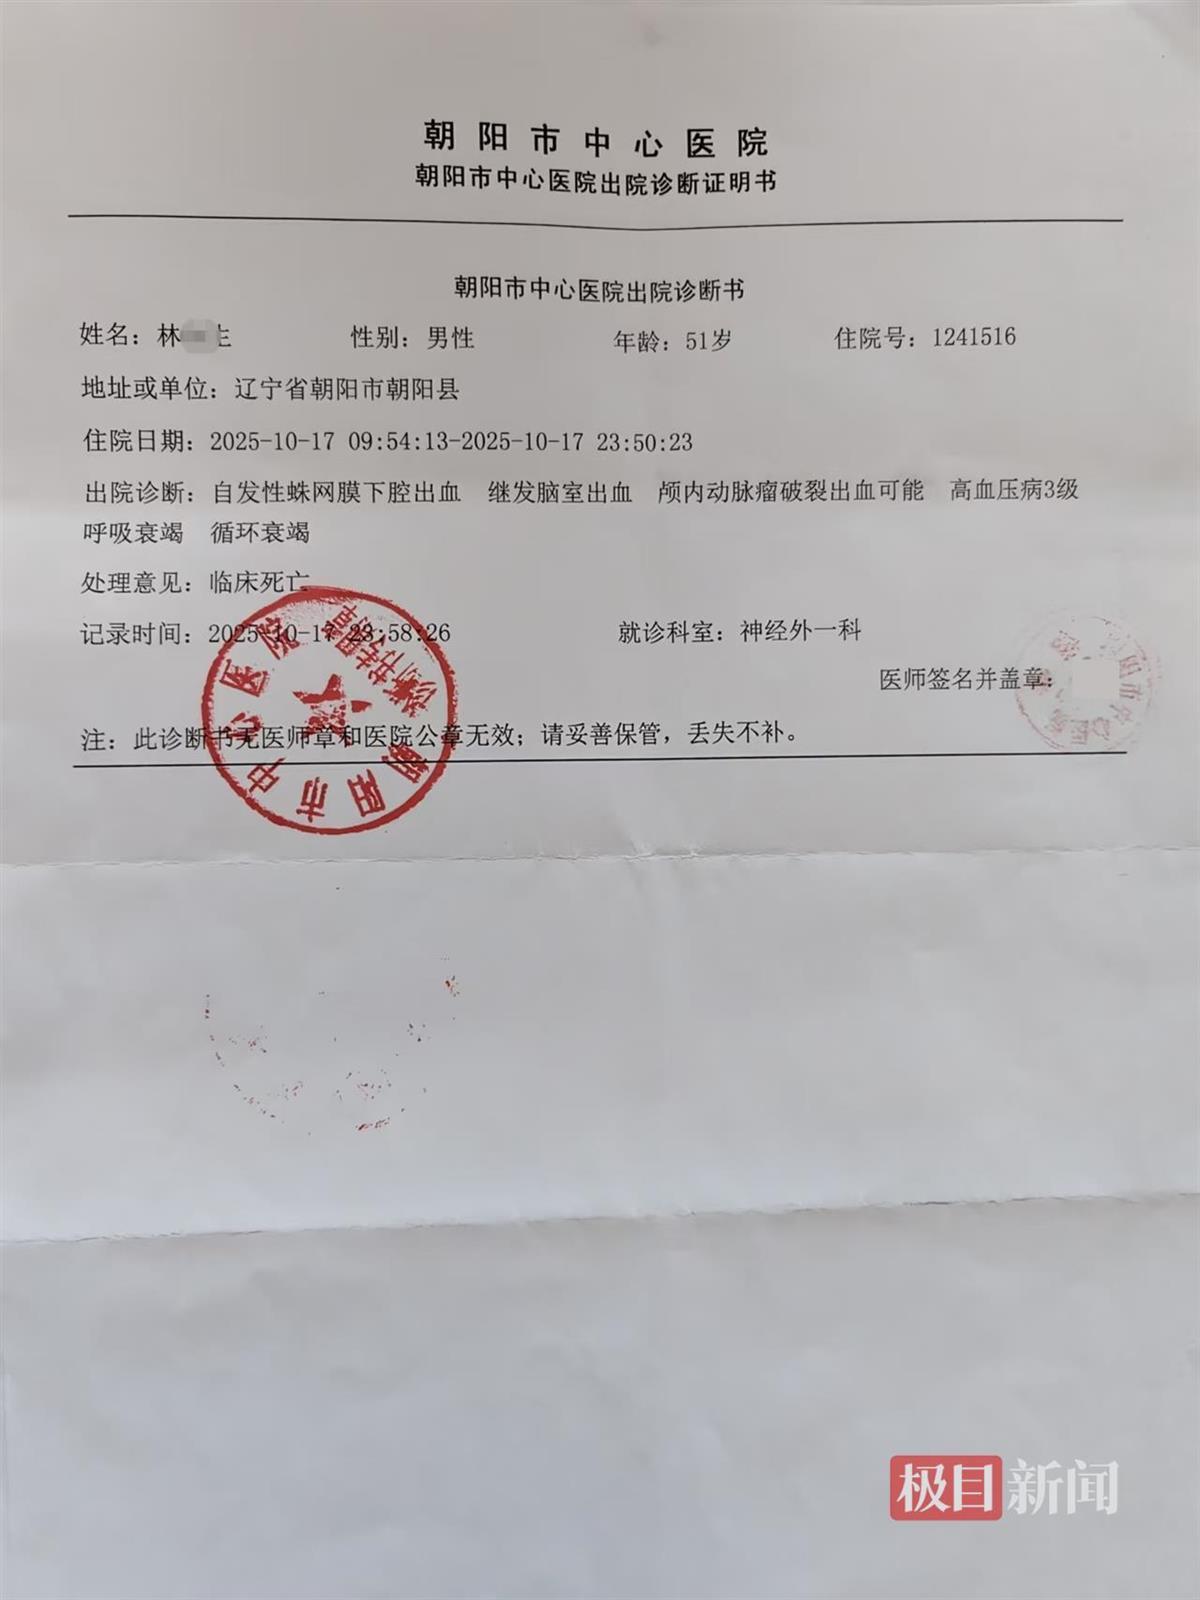 朝阳市中心医院
朝阳市中心医院出院诊断证明书
朝阳市中心医院出院诊断书
姓名：林 生 性别：男性 年龄：51岁 住院号：1241516
地址或单位：辽宁省朝阳市朝阳县
住院日期：2025-10-17 09:54:13-2025-10-17 23:50:23
出院诊断：自发性蛛网膜下腔出血 继发脑室出血 颅内动脉瘤破裂出血可能 高血压病3级
呼吸衰竭 循环衰竭
处理意见：临床死亡
记录时间：2025-10-17 23:58:26 就诊科室：神经外一科
医师签名并盖章：
注：此诊断书无医师章和医院公章无效；请妥善保管，丢失不补。
朝阳市中心医院
极目新闻